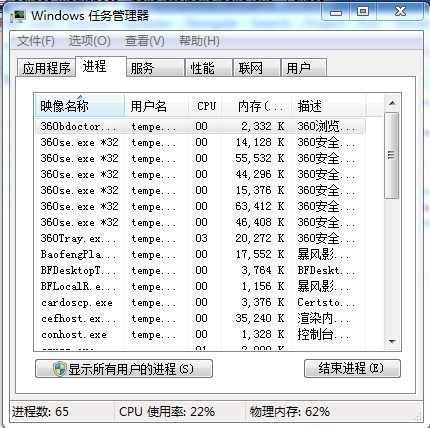 Windows 任务管理器
文件(F) 选项(O) 查看(V) 帮助(H)
应用程序 进程 服务 性能 联网 用户
映像名称 用户名 CPU 内存(... 描述
360bdoctor... tempe... 00 2,332 K 360浏览...
360se.exe *32 tempe... 00 14,128 K 360安全...
360se.exe *32 tempe... 00 55,532 K 360安全...
360se.exe *32 tempe... 00 44,296 K 360安全...
360se.exe *32 tempe... 00 15,376 K 360安全...
360se.exe *32 tempe... 00 63,412 K 360安全...
360se.exe *32 tempe... 00 46,408 K 360安全...
360Tray.ex... tempe... 03 20,272 K 360安全...
BaofengPla... tempe... 00 17,552 K 暴风影...
BFDesktopT... tempe... 00 3,764 K BFDeskt...
BFLocalR.e... tempe... 00 1,156 K 暴风影...
cardoscp.exe tempe... 00 3,376 K Certsto...
cefhost.ex... tempe... 00 35,240 K 渲染内...
conhost.exe tempe... 00 1,328 K 控制台...
显示所有用户的进程(S) 结束进程(E)
进程数: 65 CPU 使用率: 22% 物理内存: 62%